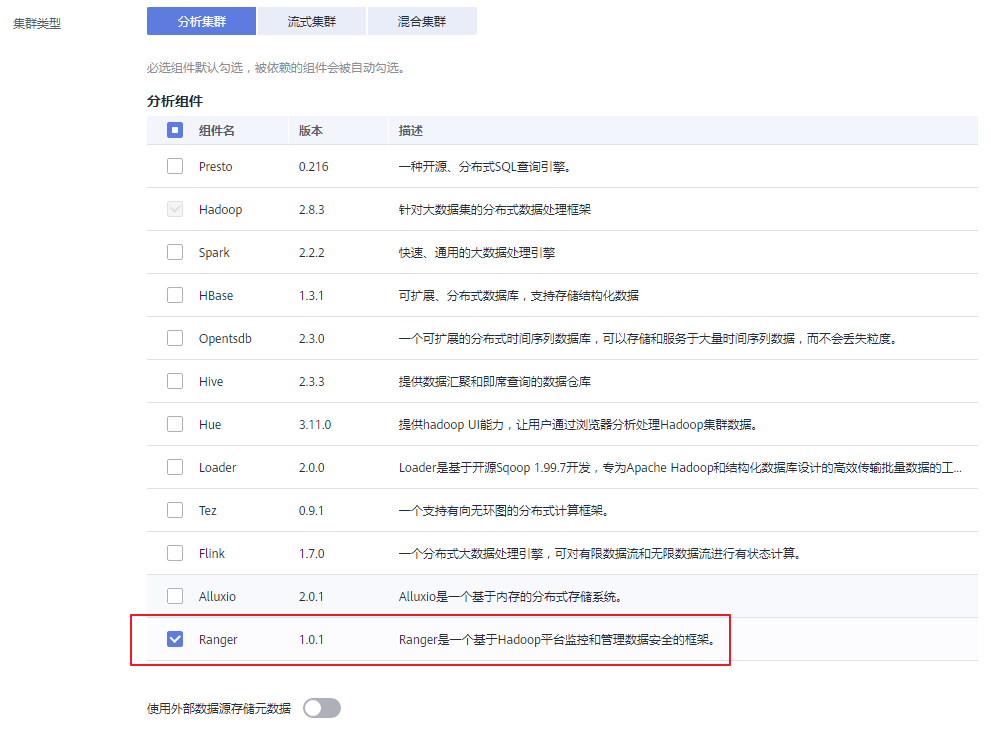 集群类型
分析集群 流式集群 混合集群
必选组件默认勾选，被依赖的组件会被自动勾选。
分析组件
组件名 版本 描述
Presto 0.216 一种开源、分布式SQL查询引擎。
Hadoop 2.8.3 针对大数据集的分布式数据处理框架
Spark 2.2.2 快速、通用的大数据处理引擎
HBase 1.3.1 可扩展、分布式数据库，支持存储结构化数据
Opentsdb 2.3.0 一个可扩展的分布式时间序列数据库，可以存储和服务于大量时间序列数据，而不会丢失粒度。
Hive 2.3.3 提供数据汇聚和即席查询的数据仓库
Hue 3.11.0 提供hadoop UI能力，让用户通过浏览器分析处理Hadoop集群数据。
Loader 2.0.0 Loader是基于开源Sqoop 1.99.7开发，专为Apache Hadoop和结构化数据库设计的高效传输批量数据的工...
Tez 0.9.1 一个支持有向无环图的分布式计算框架。
Flink 1.7.0 一个分布式大数据处理引擎，可对有限数据流和无限数据流进行有状态计算。
Alluxio 2.0.1 Alluxio是一个基于内存的分布式存储系统。
Ranger 1.0.1 Ranger是一个基于Hadoop平台监控和管理数据安全的框架。
使用外部数据源存储元数据